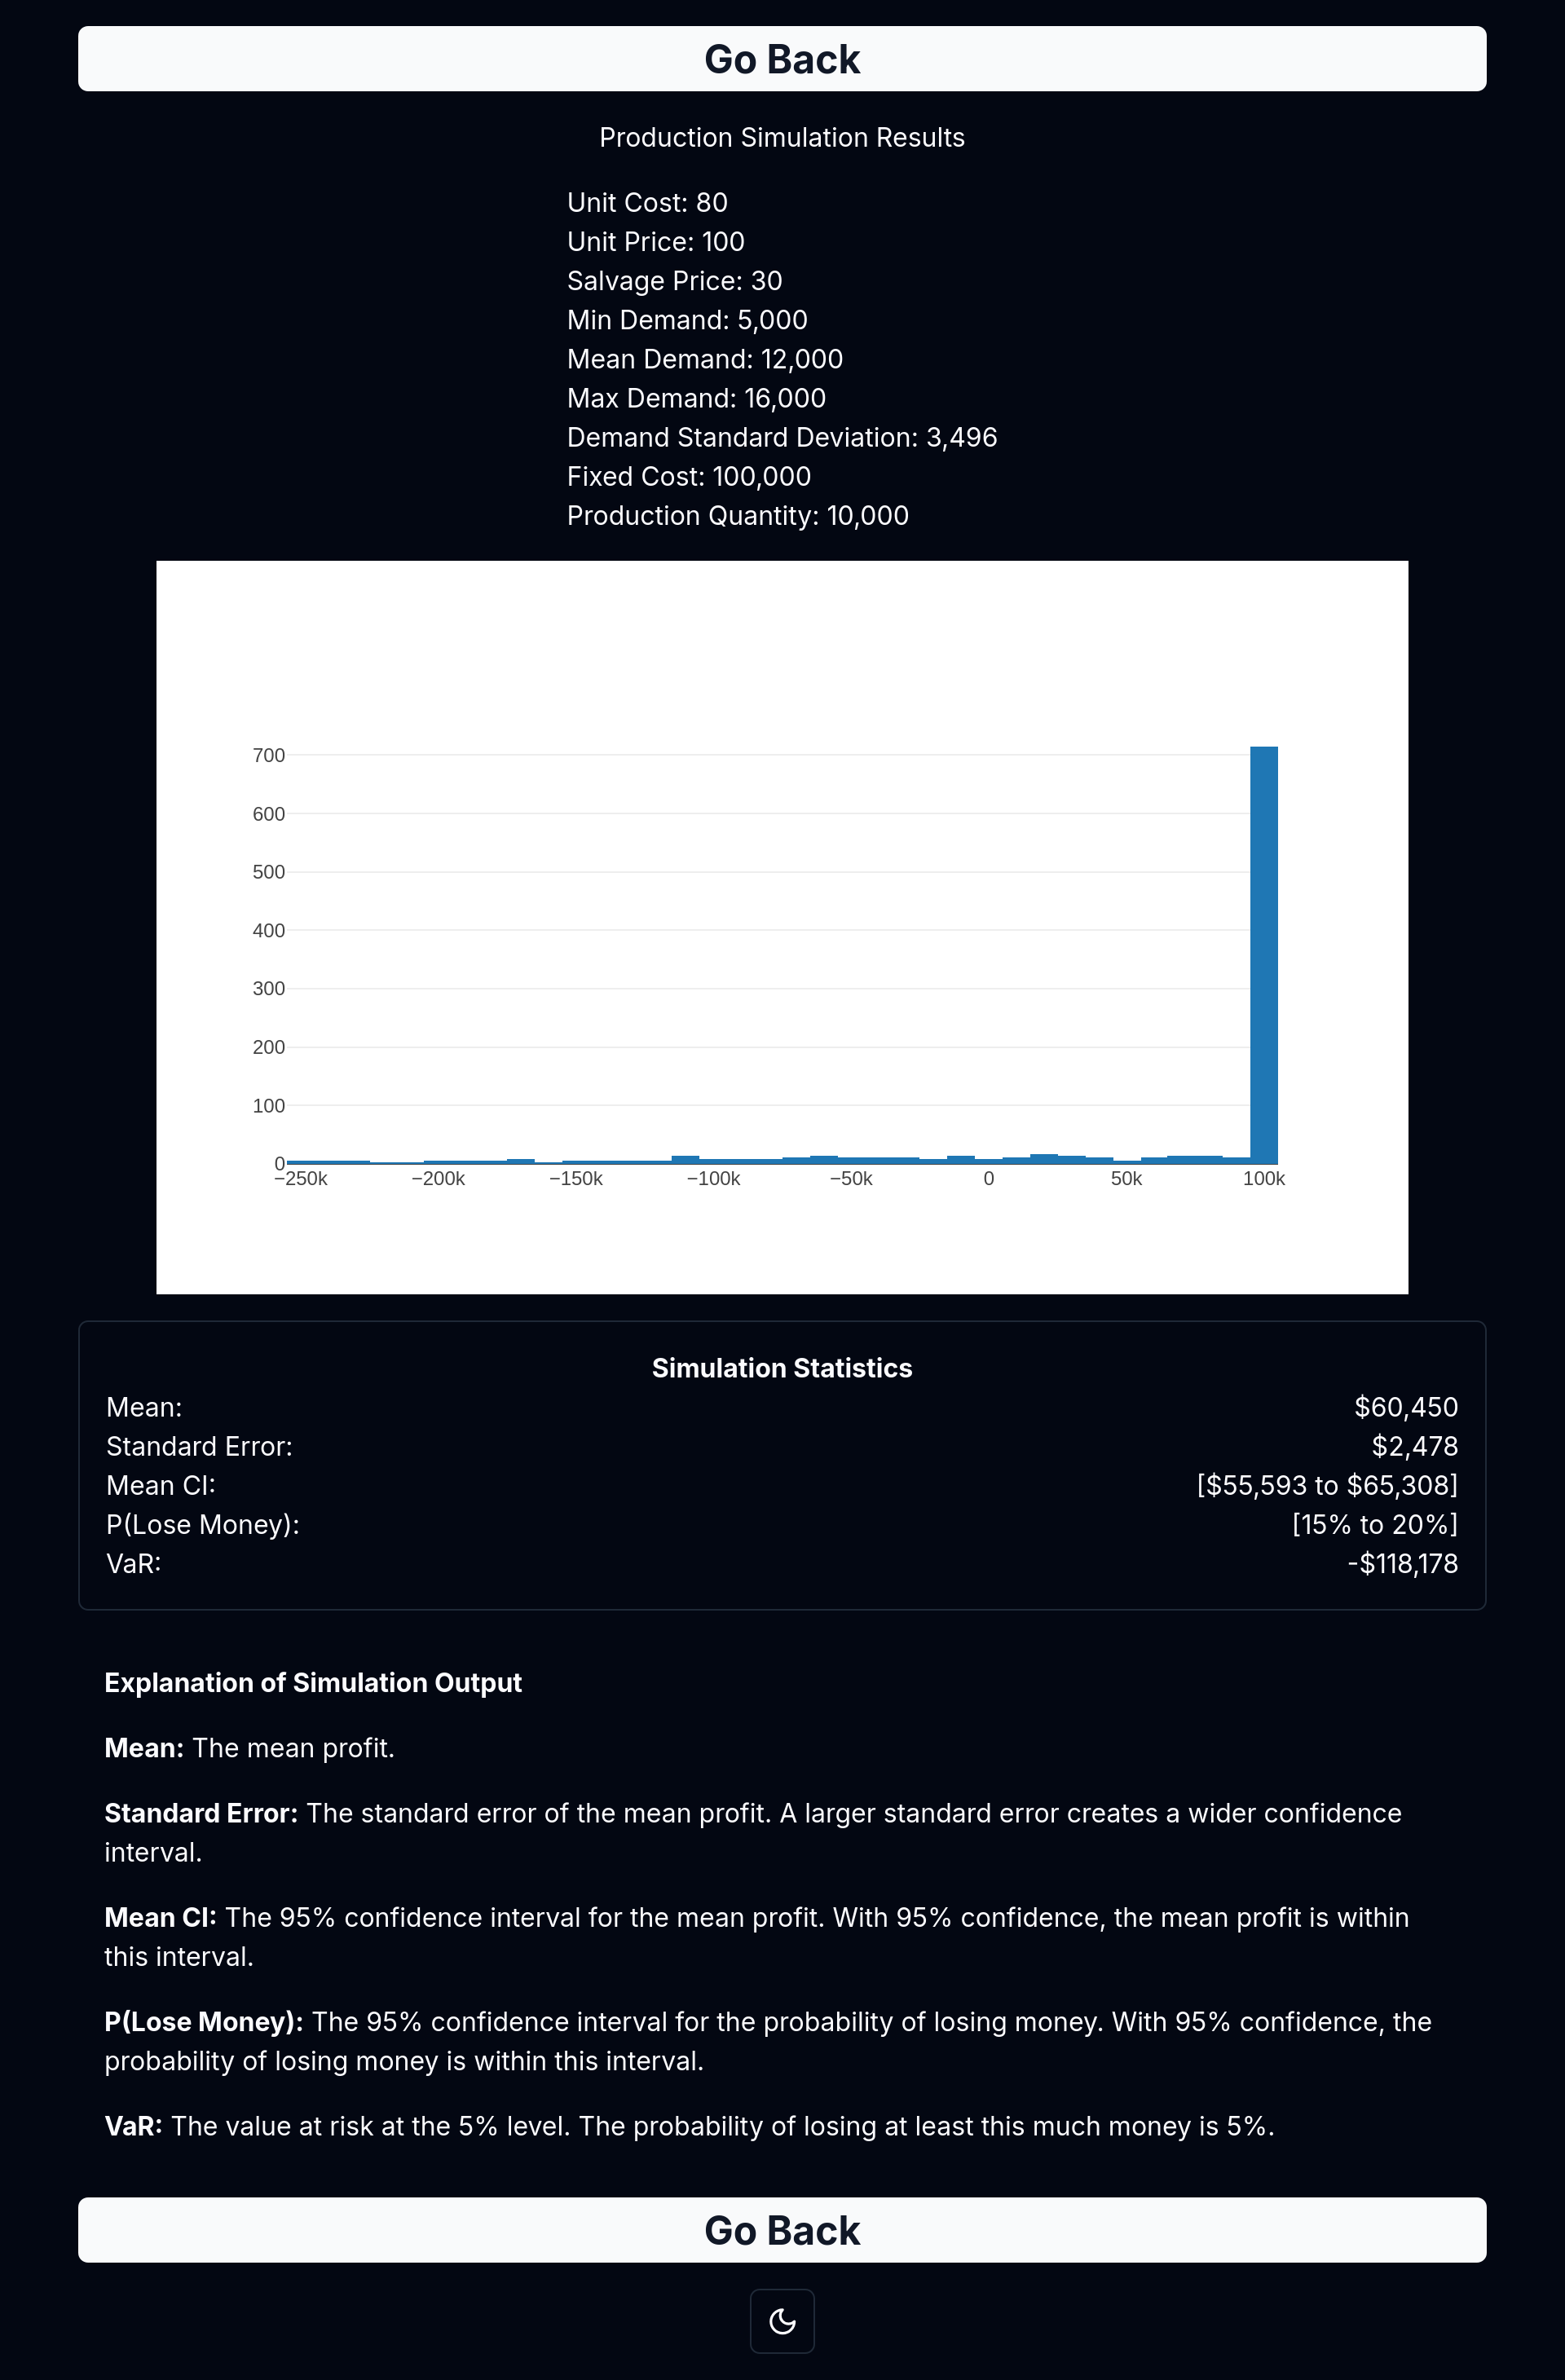 Go Back
Production Simulation Results
Unit Cost: 80
Unit Price: 100
Salvage Price: 30
Min Demand: 5,000
Mean Demand: 12,000
Max Demand: 16,000
Demand Standard Deviation: 3,496
Fixed Cost: 100,000
Production Quantity: 10,000
700
600
500
400
300
200
100
0
−250k −200k −150k −100k −50k 0 50k 100k
Simulation Statistics
Mean: $60,450
Standard Error: $2,478
Mean CI: [$55,593 to $65,308]
P(Lose Money): [15% to 20%]
VaR: -$118,178
Explanation of Simulation Output
Mean: The mean profit.
Standard Error: The standard error of the mean profit. A larger standard error creates a wider confidence
interval.
Mean CI: The 95% confidence interval for the mean profit. With 95% confidence, the mean profit is within
this interval.
P(Lose Money): The 95% confidence interval for the probability of losing money. With 95% confidence, the
probability of losing money is within this interval.
VaR: The value at risk at the 5% level. The probability of losing at least this much money is 5%.
Go Back